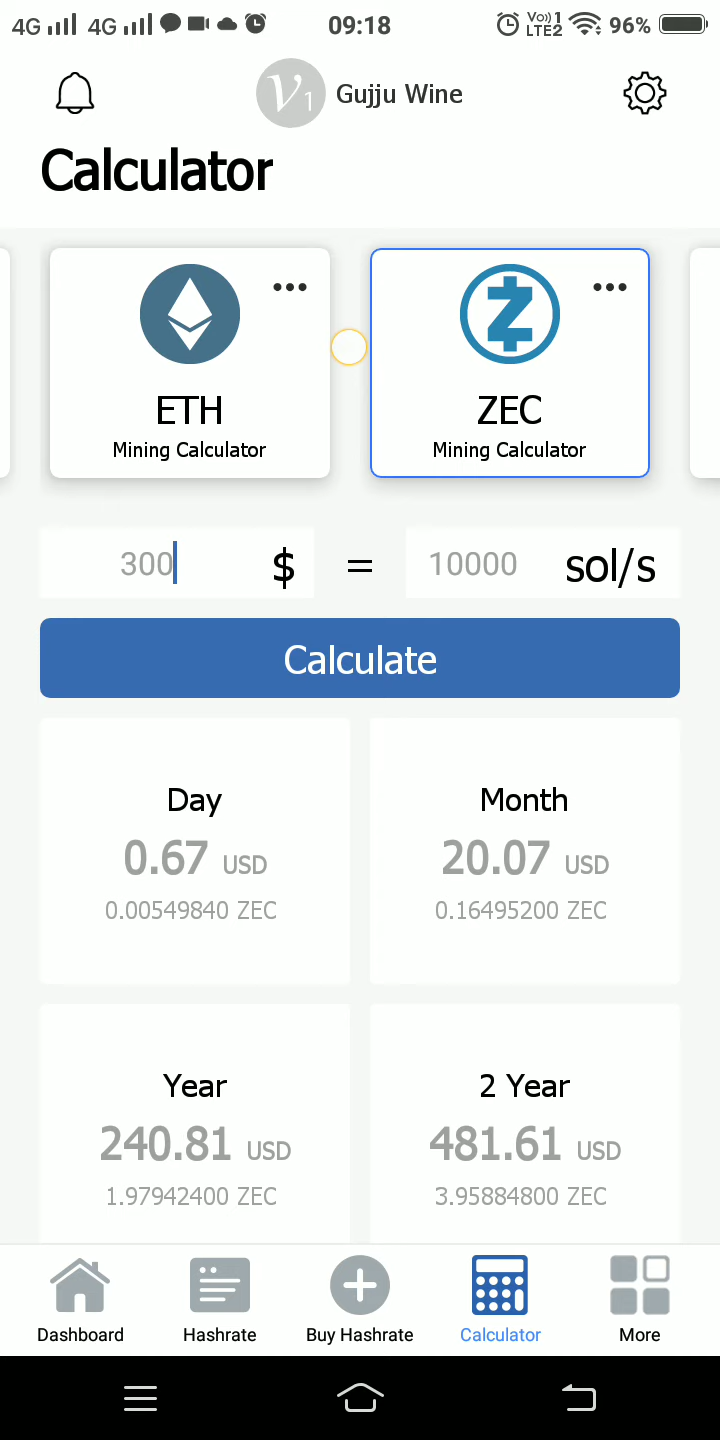 4G 4G 09:18 Vo) 1 LTE2 96%
V1 Gujju Wine
Calculator
ETH
Mining Calculator
ZEC
Mining Calculator
300 $ = 10000 sol/s
Calculate
Day
0.67 USD
0.00549840 ZEC
Month
20.07 USD
0.16495200 ZEC
Year
240.81 USD
1.97942400 ZEC
2 Year
481.61 USD
3.95884800 ZEC
Dashboard Hashrate Buy Hashrate Calculator More